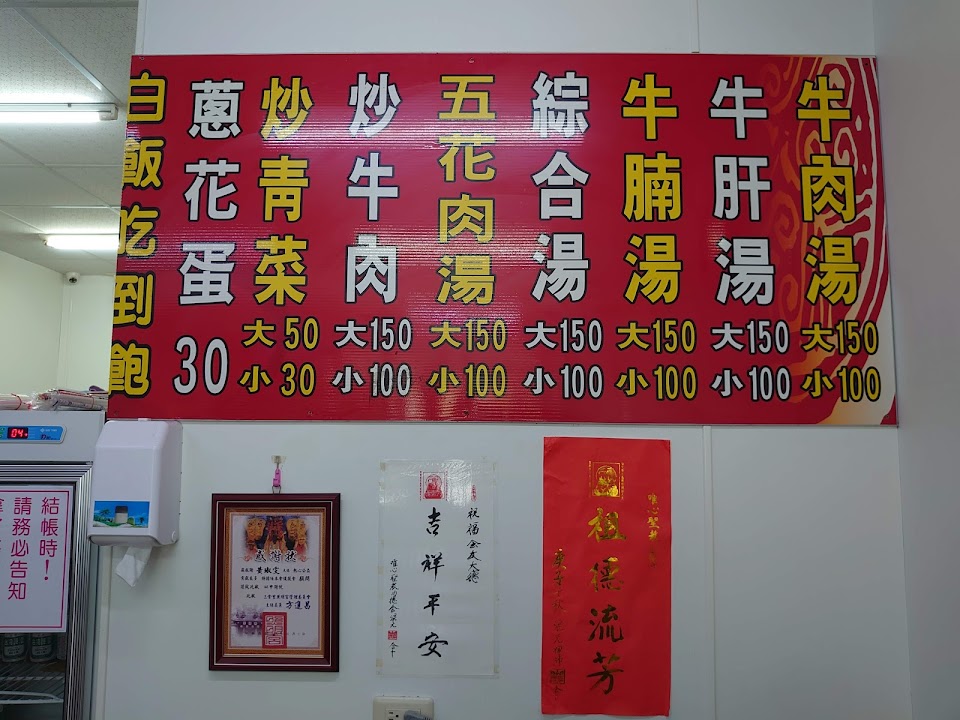 牛肉湯
大150
小100
牛肝湯
大150
小100
牛腩湯
大150
小100
綜合湯
大150
小100
五花肉湯
大150
小100
炒牛肉
大150
小100
炒青菜
大50
小30
蔥花蛋
30
白飯吃到飽
結帳時！
請務必告知
感謝狀
吉祥平安
祖德流芳